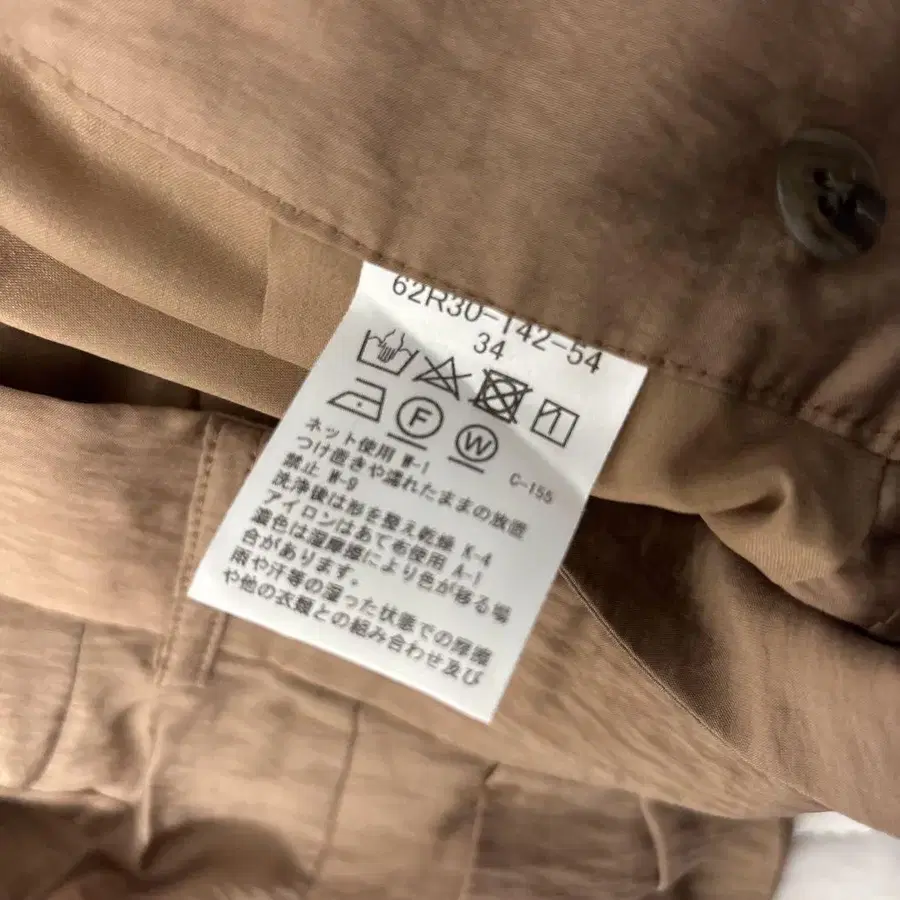 62R30-T42-54
34
F W
ネット使用 W-1 C-155
つけ置きや濡れたままの放置
禁止 W-9
洗浄後は形を整え乾燥 K-4
アイロンはあて布使用 A-1
濃色は湿摩擦により色が移る場
合があります.
雨や汗等の湿った状態での摩擦
や他の衣類との組み合わせ及び